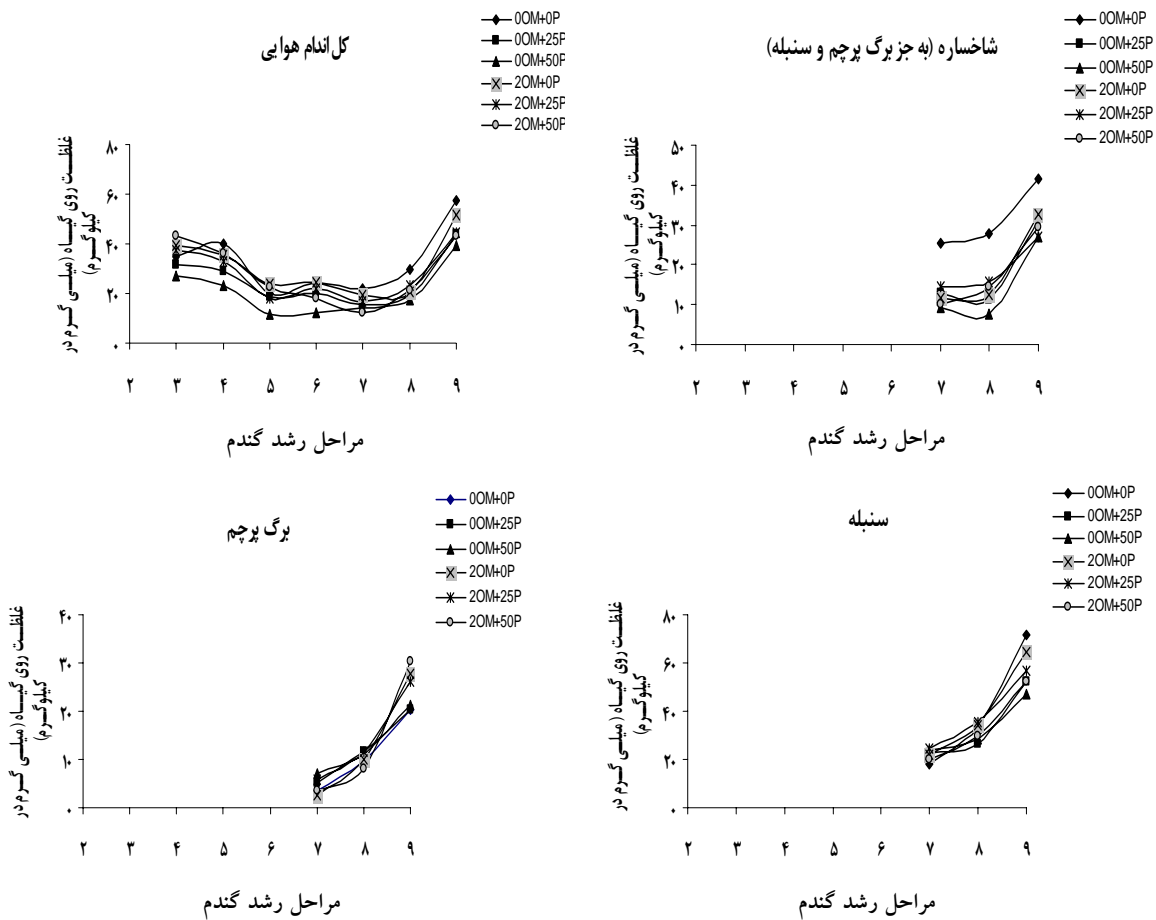 کل اندام هوایی
0OM+0P
0OM+25P
0OM+50P
2OM+0P
2OM+25P
2OM+50P
غلظت روی گیاه (میلی گرم در
کیلوگرم)
۸۰
۶۰
۴۰
۲۰
۰
۲ ۳ ۴ ۵ ۶ ۷ ۸ ۹
مراحل رشد گندم
شاخساره (به جز برگ پرچم و سنبله)
0OM+0P
0OM+25P
0OM+50P
2OM+0P
2OM+25P
2OM+50P
غلظت روی گیاه (میلی گرم در
کیلوگرم)
۵۰
۴۰
۳۰
۲۰
۱۰
۰
۲ ۳ ۴ ۵ ۶ ۷ ۸ ۹
مراحل رشد گندم
برگ پرچم
0OM+0P
0OM+25P
0OM+50P
2OM+0P
2OM+25P
2OM+50P
غلظت روی گیاه (میلی گرم در
کیلوگرم)
۴۰
۳۰
۲۰
۱۰
۰
۲ ۳ ۴ ۵ ۶ ۷ ۸ ۹
مراحل رشد گندم
سنبله
0OM+0P
0OM+25P
0OM+50P
2OM+0P
2OM+25P
2OM+50P
غلظت روی گیاه (میلی گرم در
کیلوگرم)
۸۰
۶۰
۴۰
۲۰
۰
۲ ۳ ۴ ۵ ۶ ۷ ۸ ۹
مراحل رشد گندم